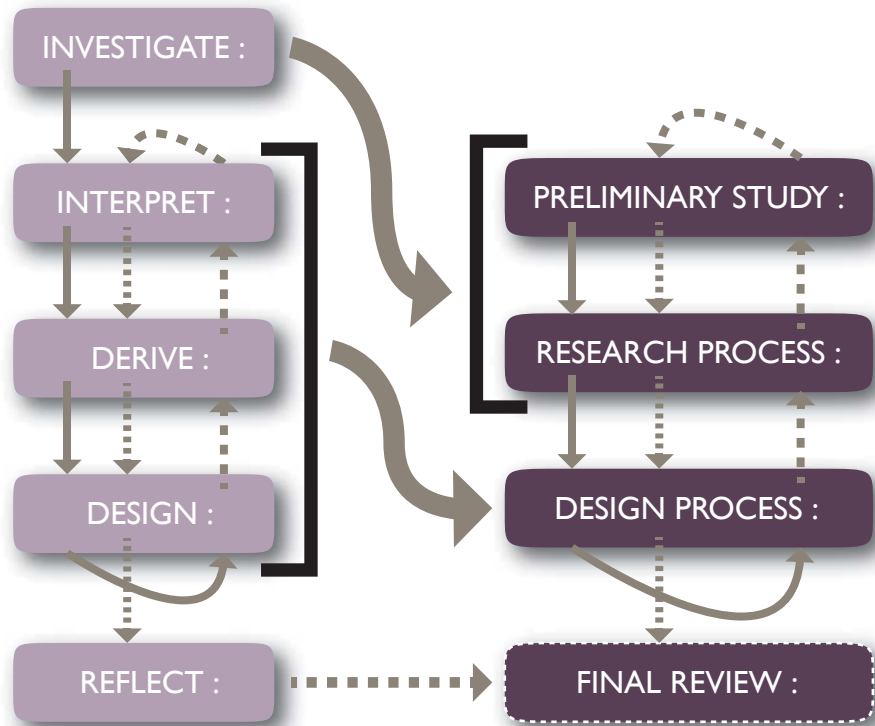 INVESTIGATE :
INTERPRET :
DERIVE :
DESIGN :
REFLECT :
PRELIMINARY STUDY :
RESEARCH PROCESS :
DESIGN PROCESS :
FINAL REVIEW :